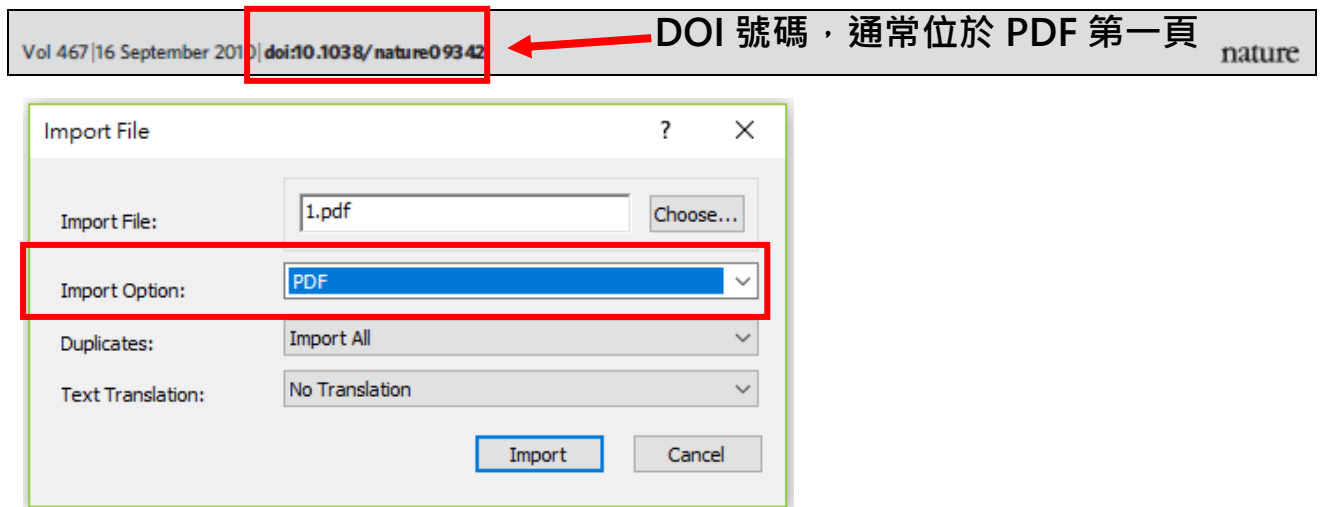 DOI 號碼，通常位於 PDF 第一頁
Vol 467|16 September 2010|doi:10.1038/nature09342
nature
Import File ? ×
Import File: 1.pdf Choose...
Import Option: PDF
Duplicates: Import All
Text Translation: No Translation
Import Cancel